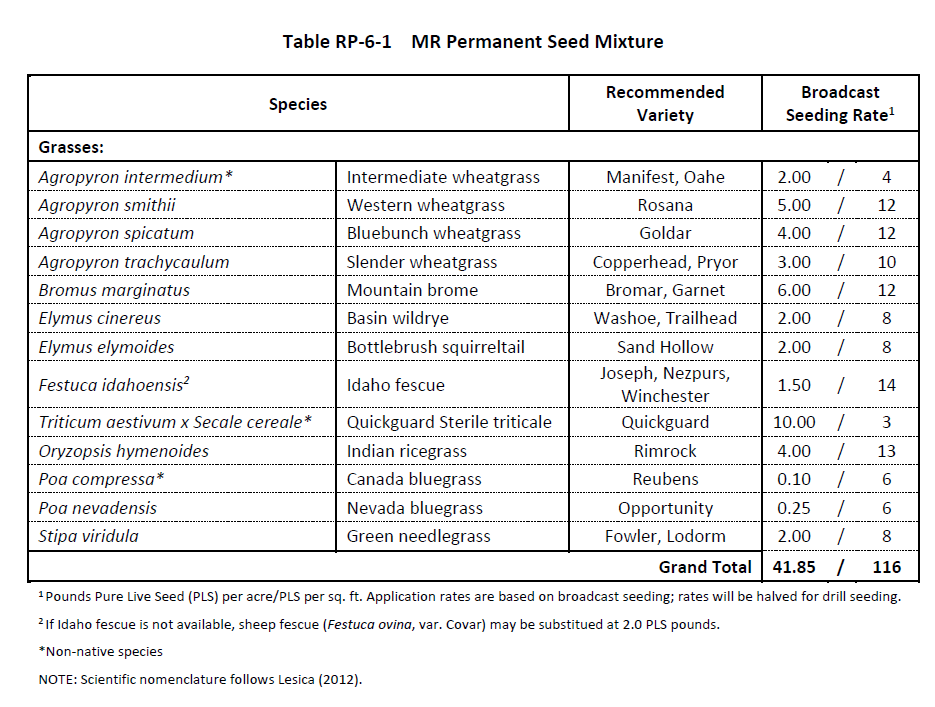 Table RP-6-1 MR Permanent Seed Mixture
Species Recommended Variety Broadcast Seeding Rate1
Grasses:
Agropyron intermedium* Intermediate wheatgrass Manifest, Oahe 2.00 / 4
Agropyron smithii Western wheatgrass Rosana 5.00 / 12
Agropyron spicatum Bluebunch wheatgrass Goldar 4.00 / 12
Agropyron trachycaulum Slender wheatgrass Copperhead, Pryor 3.00 / 10
Bromus marginatus Mountain brome Bromar, Garnet 6.00 / 12
Elymus cinereus Basin wildrye Washoe, Trailhead 2.00 / 8
Elymus elymoides Bottlebrush squirreltail Sand Hollow 2.00 / 8
Festuca idahoensis2 Idaho fescue Joseph, Nezpurs, Winchester 1.50 / 14
Triticum aestivum x Secale cereale* Quickguard Sterile triticale Quickguard 10.00 / 3
Oryzopsis hymenoides Indian ricegrass Rimrock 4.00 / 13
Poa compressa* Canada bluegrass Reubens 0.10 / 6
Poa nevadensis Nevada bluegrass Opportunity 0.25 / 6
Stipa viridula Green needlegrass Fowler, Lodorm 2.00 / 8
Grand Total 41.85 / 116
1 Pounds Pure Live Seed (PLS) per acre/PLS per sq. ft. Application rates are based on broadcast seeding; rates will be halved for drill seeding.
2 If Idaho fescue is not available, sheep fescue (Festuca ovina, var. Covar) may be substitued at 2.0 PLS pounds.
*Non-native species
NOTE: Scientific nomenclature follows Lesica (2012).